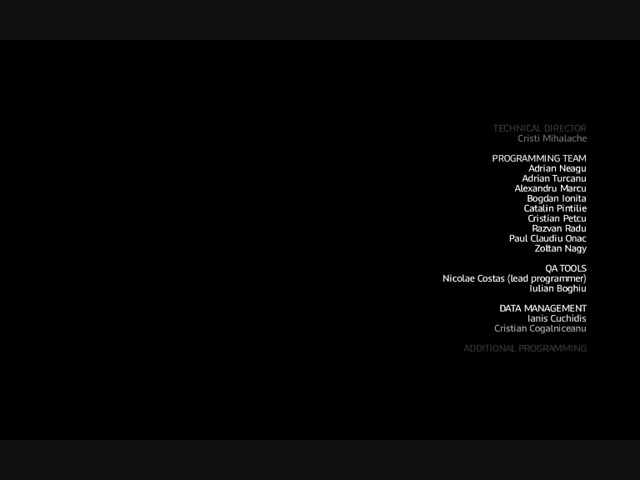 TECHNICAL DIRECTOR
Cristi Mihalache
PROGRAMMING TEAM
Adrian Neagu
Adrian Turcanu
Alexandru Marcu
Bogdan Ionita
Catalin Pintilie
Cristian Petcu
Razvan Radu
Paul Claudiu Onac
Zoltan Nagy
QA TOOLS
Nicolae Costas (lead programmer)
Iulian Boghiu
DATA MANAGEMENT
Ianis Cuchidis
Cristian Cogalniceanu
ADDITIONAL PROGRAMMING